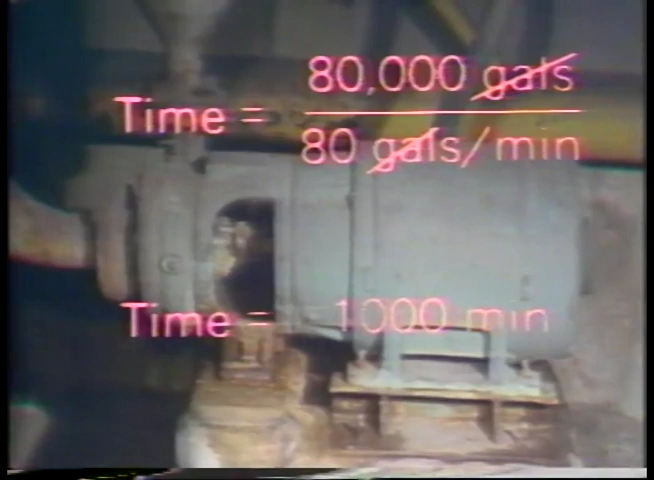 80,000 gals
Time =
80 gals/min
Time = 1000 min